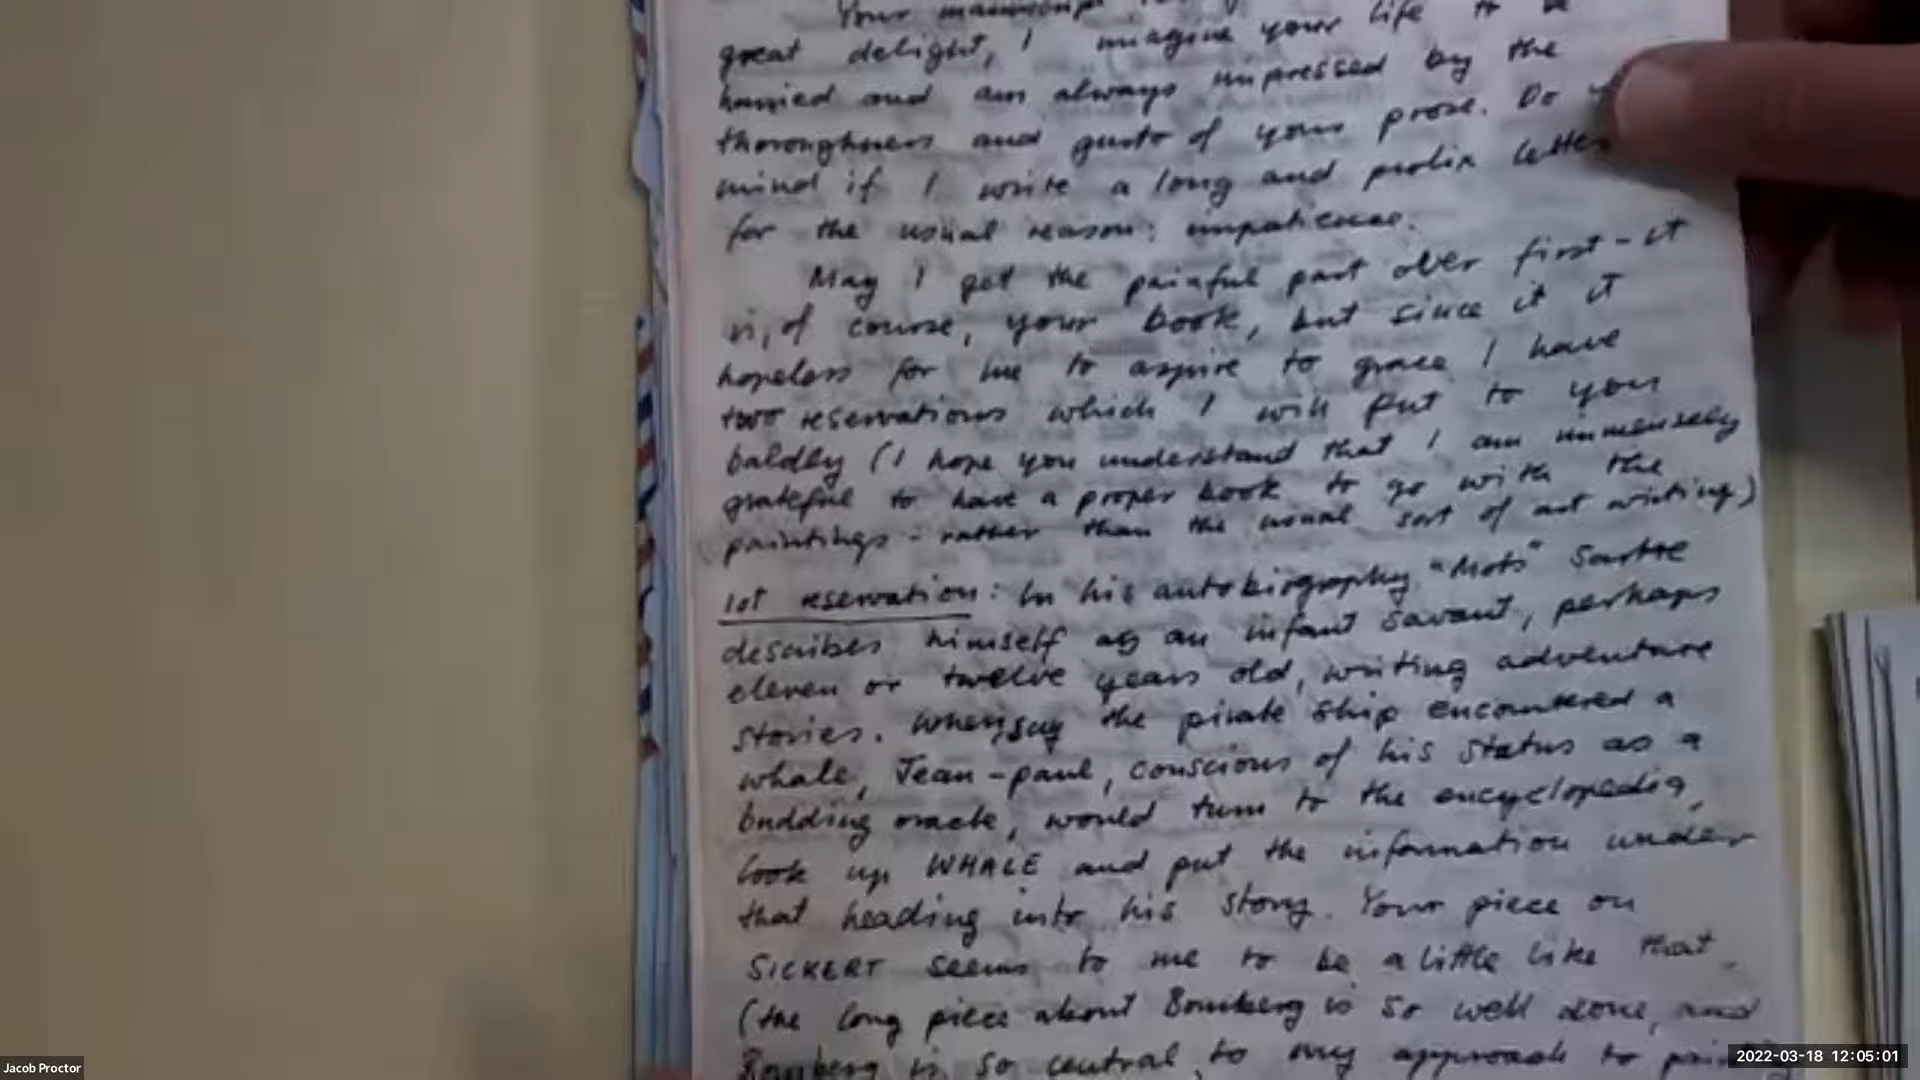 Your manuscript
great delight, I imagine your life to be
harried and am always impressed by the
thoroughness and gusto of your prose. Do
mind if I write a long and prolix letter
for the usual reason: impatience.
May I get the painful part over first - it
is, of course, your book, but since it it
hopeless for me to aspire to grace I have
two reservations which I will put to you
baldly (I hope you understand that I am immensely
grateful to have a proper book to go with the
paintings - rather than the usual sort of art writing)
1st reservation: In his autobiography "Mots" Sartre
describes himself as an infant savant, perhaps
eleven or twelve years old, writing adventure
stories. When, say the pirate ship encountered a
whale, Jean-paul, conscious of his status as a
budding oracle, would turn to the encyclopedia,
look up WHALE and put the information under
that heading into his story. Your piece on
SICKERT seems to me to be a little like that.
(the long piece about Bomberg is so well done, and
Bomberg is so central to my approach to
Jacob Proctor
2022-03-18 12:05:01